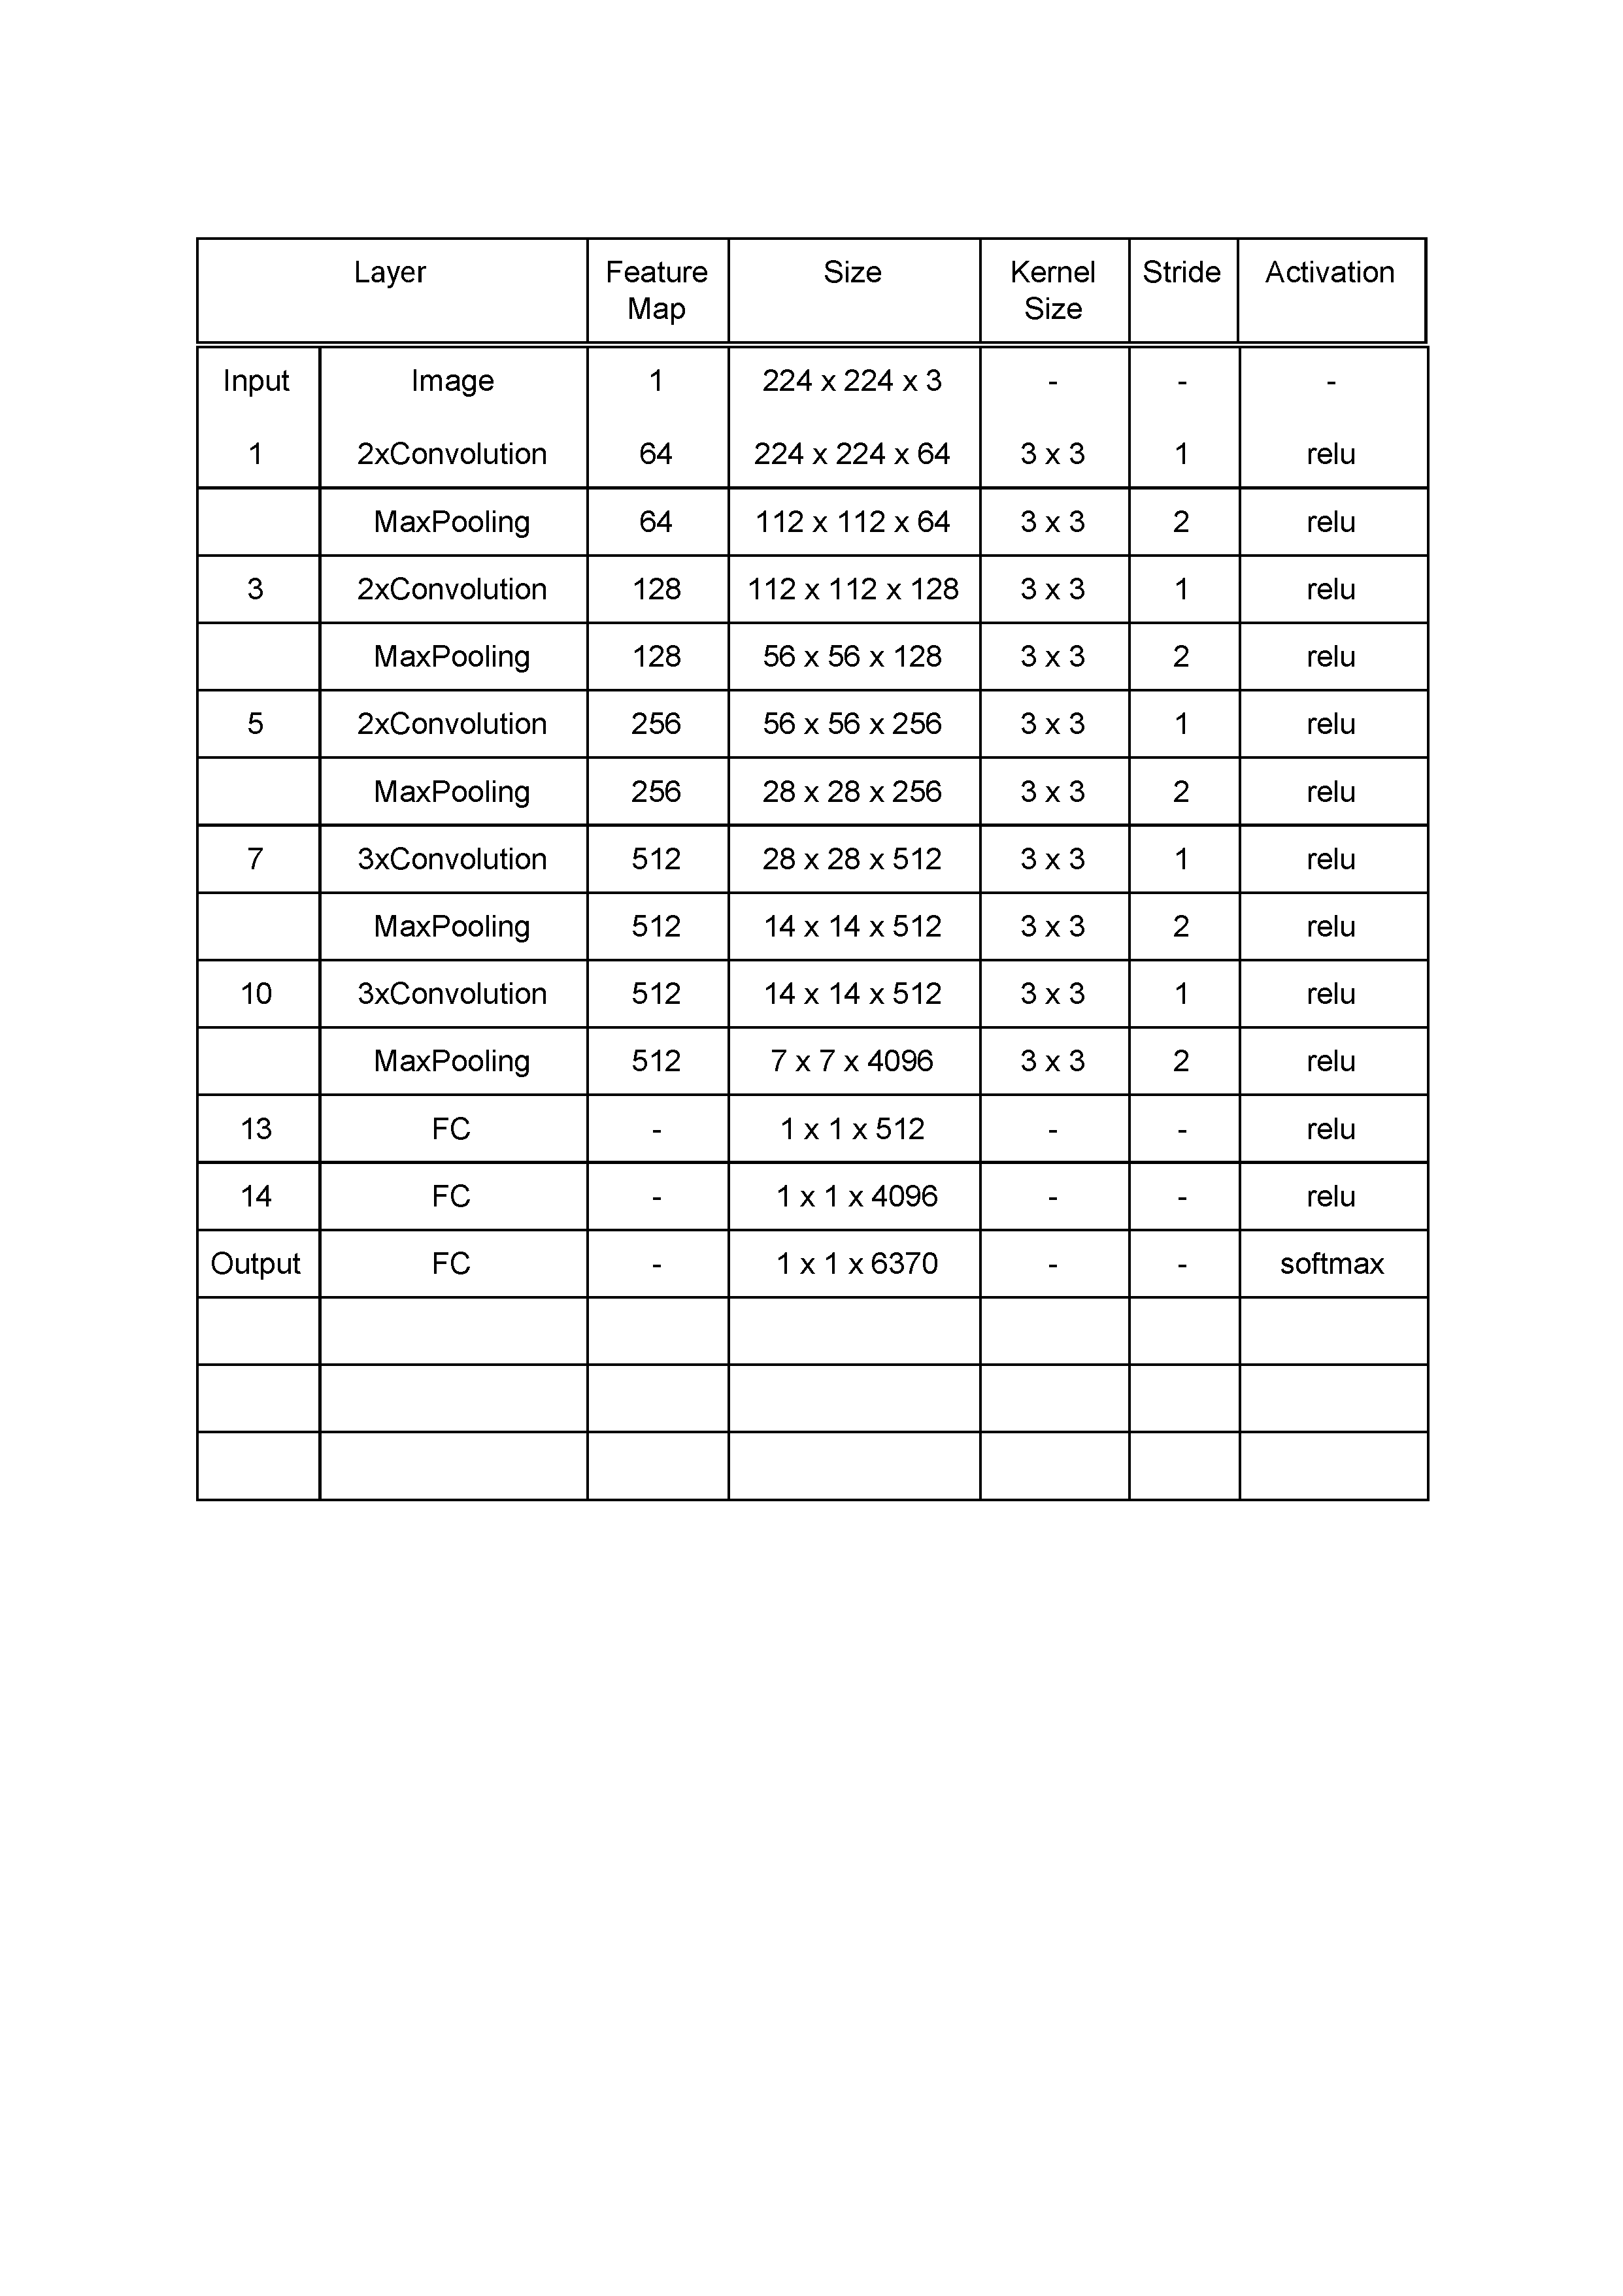 Layer Feature Map Size Kernel Size Stride Activation
Input Image 1 224 x 224 x 3 - - -
1 2xConvolution 64 224 x 224 x 64 3 x 3 1 relu
MaxPooling 64 112 x 112 x 64 3 x 3 2 relu
3 2xConvolution 128 112 x 112 x 128 3 x 3 1 relu
MaxPooling 128 56 x 56 x 128 3 x 3 2 relu
5 2xConvolution 256 56 x 56 x 256 3 x 3 1 relu
MaxPooling 256 28 x 28 x 256 3 x 3 2 relu
7 3xConvolution 512 28 x 28 x 512 3 x 3 1 relu
MaxPooling 512 14 x 14 x 512 3 x 3 2 relu
10 3xConvolution 512 14 x 14 x 512 3 x 3 1 relu
MaxPooling 512 7 x 7 x 4096 3 x 3 2 relu
13 FC - 1 x 1 x 512 - - relu
14 FC - 1 x 1 x 4096 - - relu
Output FC - 1 x 1 x 6370 - - softmax